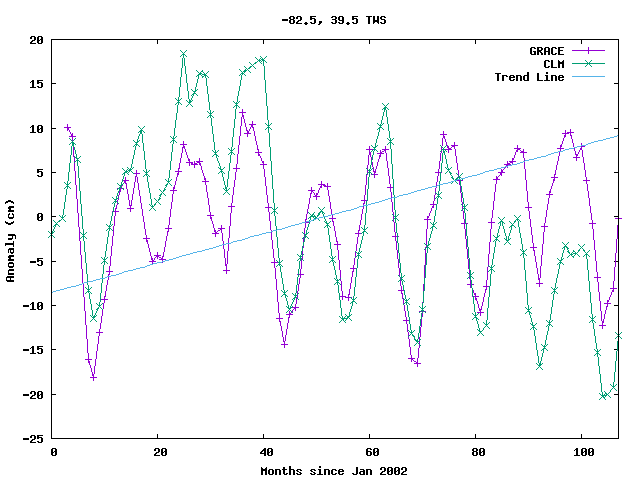 -82.5, 39.5 TWS
GRACE
CLM
Trend Line
20
15
10
5
0
-5
-10
-15
-20
-25
Anomaly (cm)
0 20 40 60 80 100
Months since Jan 2002